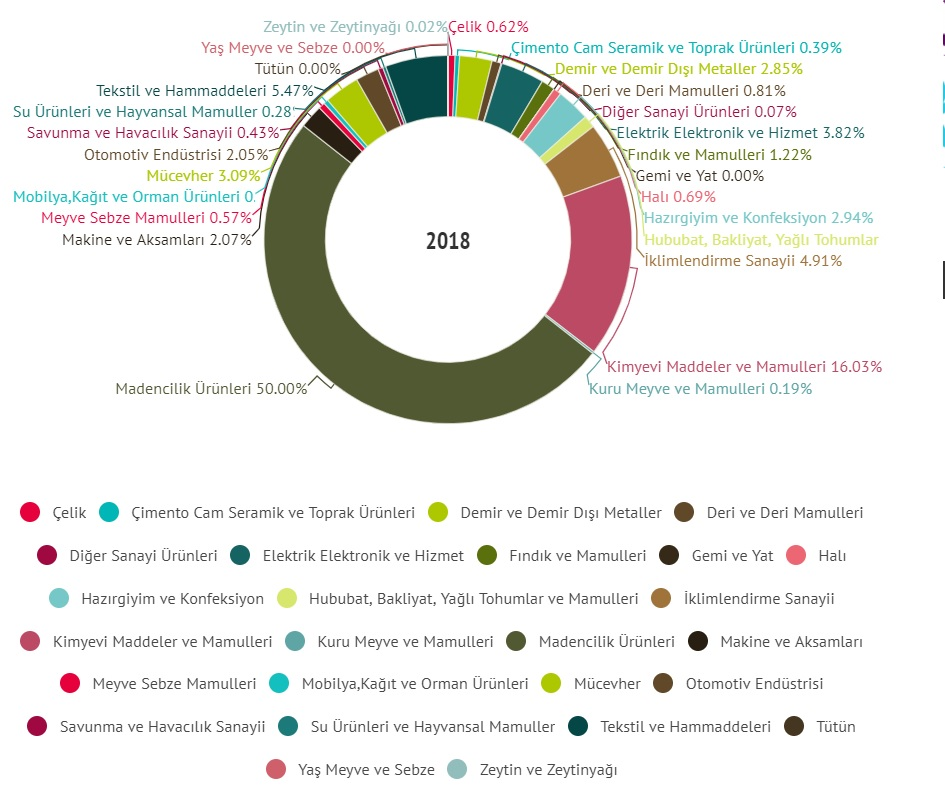 Zeytin ve Zeytinyağı 0.02%
Çelik 0.62%
Yaş Meyve ve Sebze 0.00%
Çimento Cam Seramik ve Toprak Ürünleri 0.39%
Tütün 0.00%
Demir ve Demir Dışı Metaller 2.85%
Tekstil ve Hammaddeleri 5.47%
Deri ve Deri Mamulleri 0.81%
Su Ürünleri ve Hayvansal Mamuller 0.28
Diğer Sanayi Ürünleri 0.07%
Savunma ve Havacılık Sanayii 0.43%
Elektrik Elektronik ve Hizmet 3.82%
Otomotiv Endüstrisi 2.05%
Fındık ve Mamulleri 1.22%
Mücevher 3.09%
Gemi ve Yat 0.00%
Mobilya,Kağıt ve Orman Ürünleri 0.
Halı 0.69%
Meyve Sebze Mamulleri 0.57%
Hazırgiyim ve Konfeksiyon 2.94%
Makine ve Aksamları 2.07%
2018
Hububat, Bakliyat, Yağlı Tohumlar
İklimlendirme Sanayii 4.91%
Kimyevi Maddeler ve Mamulleri 16.03%
Madencilik Ürünleri 50.00%
Kuru Meyve ve Mamulleri 0.19%
Çelik Çimento Cam Seramik ve Toprak Ürünleri Demir ve Demir Dışı Metaller Deri ve Deri Mamulleri
Diğer Sanayi Ürünleri Elektrik Elektronik ve Hizmet Fındık ve Mamulleri Gemi ve Yat Halı
Hazırgiyim ve Konfeksiyon Hububat, Bakliyat, Yağlı Tohumlar ve Mamulleri İklimlendirme Sanayii
Kimyevi Maddeler ve Mamulleri Kuru Meyve ve Mamulleri Madencilik Ürünleri Makine ve Aksamları
Meyve Sebze Mamulleri Mobilya,Kağıt ve Orman Ürünleri Mücevher Otomotiv Endüstrisi
Savunma ve Havacılık Sanayii Su Ürünleri ve Hayvansal Mamuller Tekstil ve Hammaddeleri Tütün
Yaş Meyve ve Sebze Zeytin ve Zeytinyağı